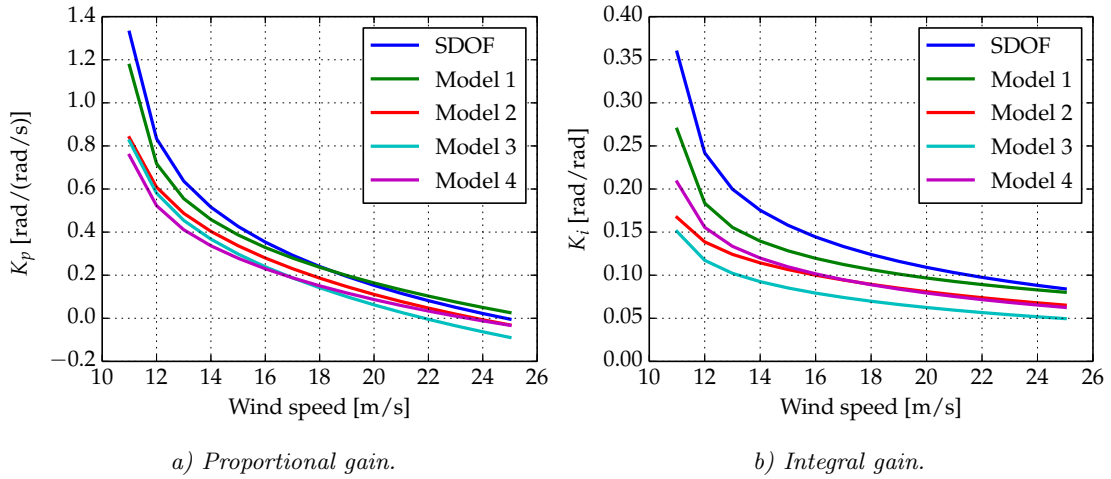 1.4
1.2
1.0
0.8
0.6
0.4
0.2
0.0
−0.2
10 12 14 16 18 20 22 24 26
Wind speed [m/s]
K_p [rad/(rad/s)]
SDOF
Model 1
Model 2
Model 3
Model 4
a) Proportional gain.
0.40
0.35
0.30
0.25
0.20
0.15
0.10
0.05
0.00
10 12 14 16 18 20 22 24 26
Wind speed [m/s]
K_i [rad/rad]
SDOF
Model 1
Model 2
Model 3
Model 4
b) Integral gain.